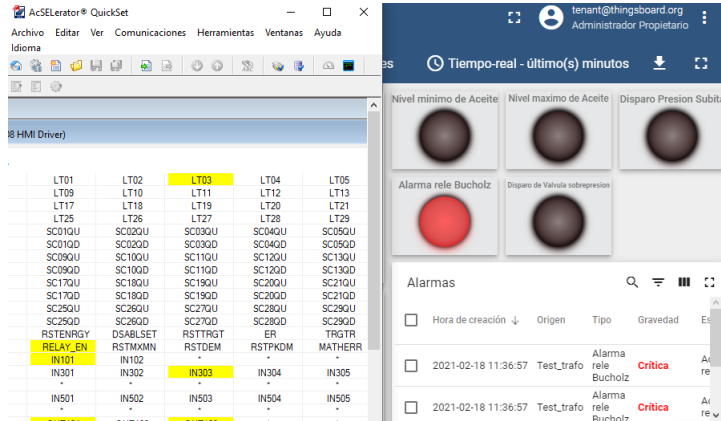 AcSELerator® QuickSet
Archivo Editar Ver Comunicaciones Herramientas Ventanas Ayuda
Idioma
08 HMI Driver)
LT01 LT02 LT03 LT04 LT05
LT09 LT10 LT11 LT12 LT13
LT17 LT18 LT19 LT20 LT21
LT25 LT26 LT27 LT28 LT29
SC01QU SC02QU SC03QU SC04QU SC05QU
SC01QD SC02QD SC03QD SC04QD SC05QD
SC09QU SC10QU SC11QU SC12QU SC13QU
SC09QD SC10QD SC11QD SC12QD SC13QD
SC17QU SC18QU SC19QU SC20QU SC21QU
SC17QD SC18QD SC19QD SC20QD SC21QD
SC25QU SC26QU SC27QU SC28QU SC29QU
SC25QD SC26QD SC27QD SC28QD SC29QD
RSTENRGY DSABLSET RSTTRGT ER TRGTR
RELAY_EN RSTMXMN RSTDEM RSTPKDM MATHERR
IN101 IN102 * * *
IN301 IN302 IN303 IN304 IN305
* * * * *
IN501 IN502 IN503 IN504 IN505
* * * * *
tenant@thingsboard.org
Administrador Propietario
es Tiempo-real - último(s) minutos
Nivel minimo de Aceite Nivel maximo de Aceite Disparo Presion Subita
Alarma rele Bucholz Disparo de Valvula sobrepresion
Alarmas
Hora de creación ↓ Origen Tipo Gravedad Es
2021-02-18 11:36:57 Test_trafo Alarma rele Bucholz Crítica
2021-02-18 11:36:57 Test_trafo Alarma rele Bucholz Crítica